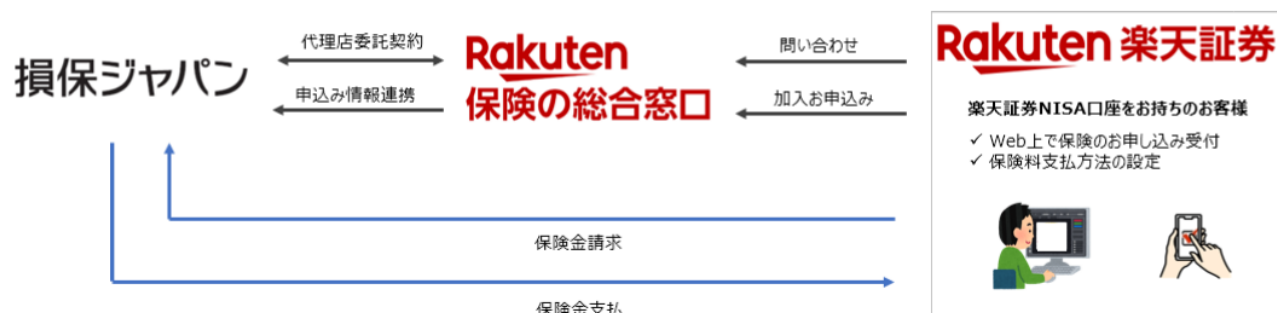 損保ジャパン
代理店委託契約
申込み情報連携
Rakuten
保険の総合窓口
問い合わせ
加入お申込み
Rakuten 楽天証券
楽天証券NISA口座をお持ちのお客様
✓ Web上で保険のお申し込み受付
✓ 保険料支払方法の設定
保険金請求
保険金支払